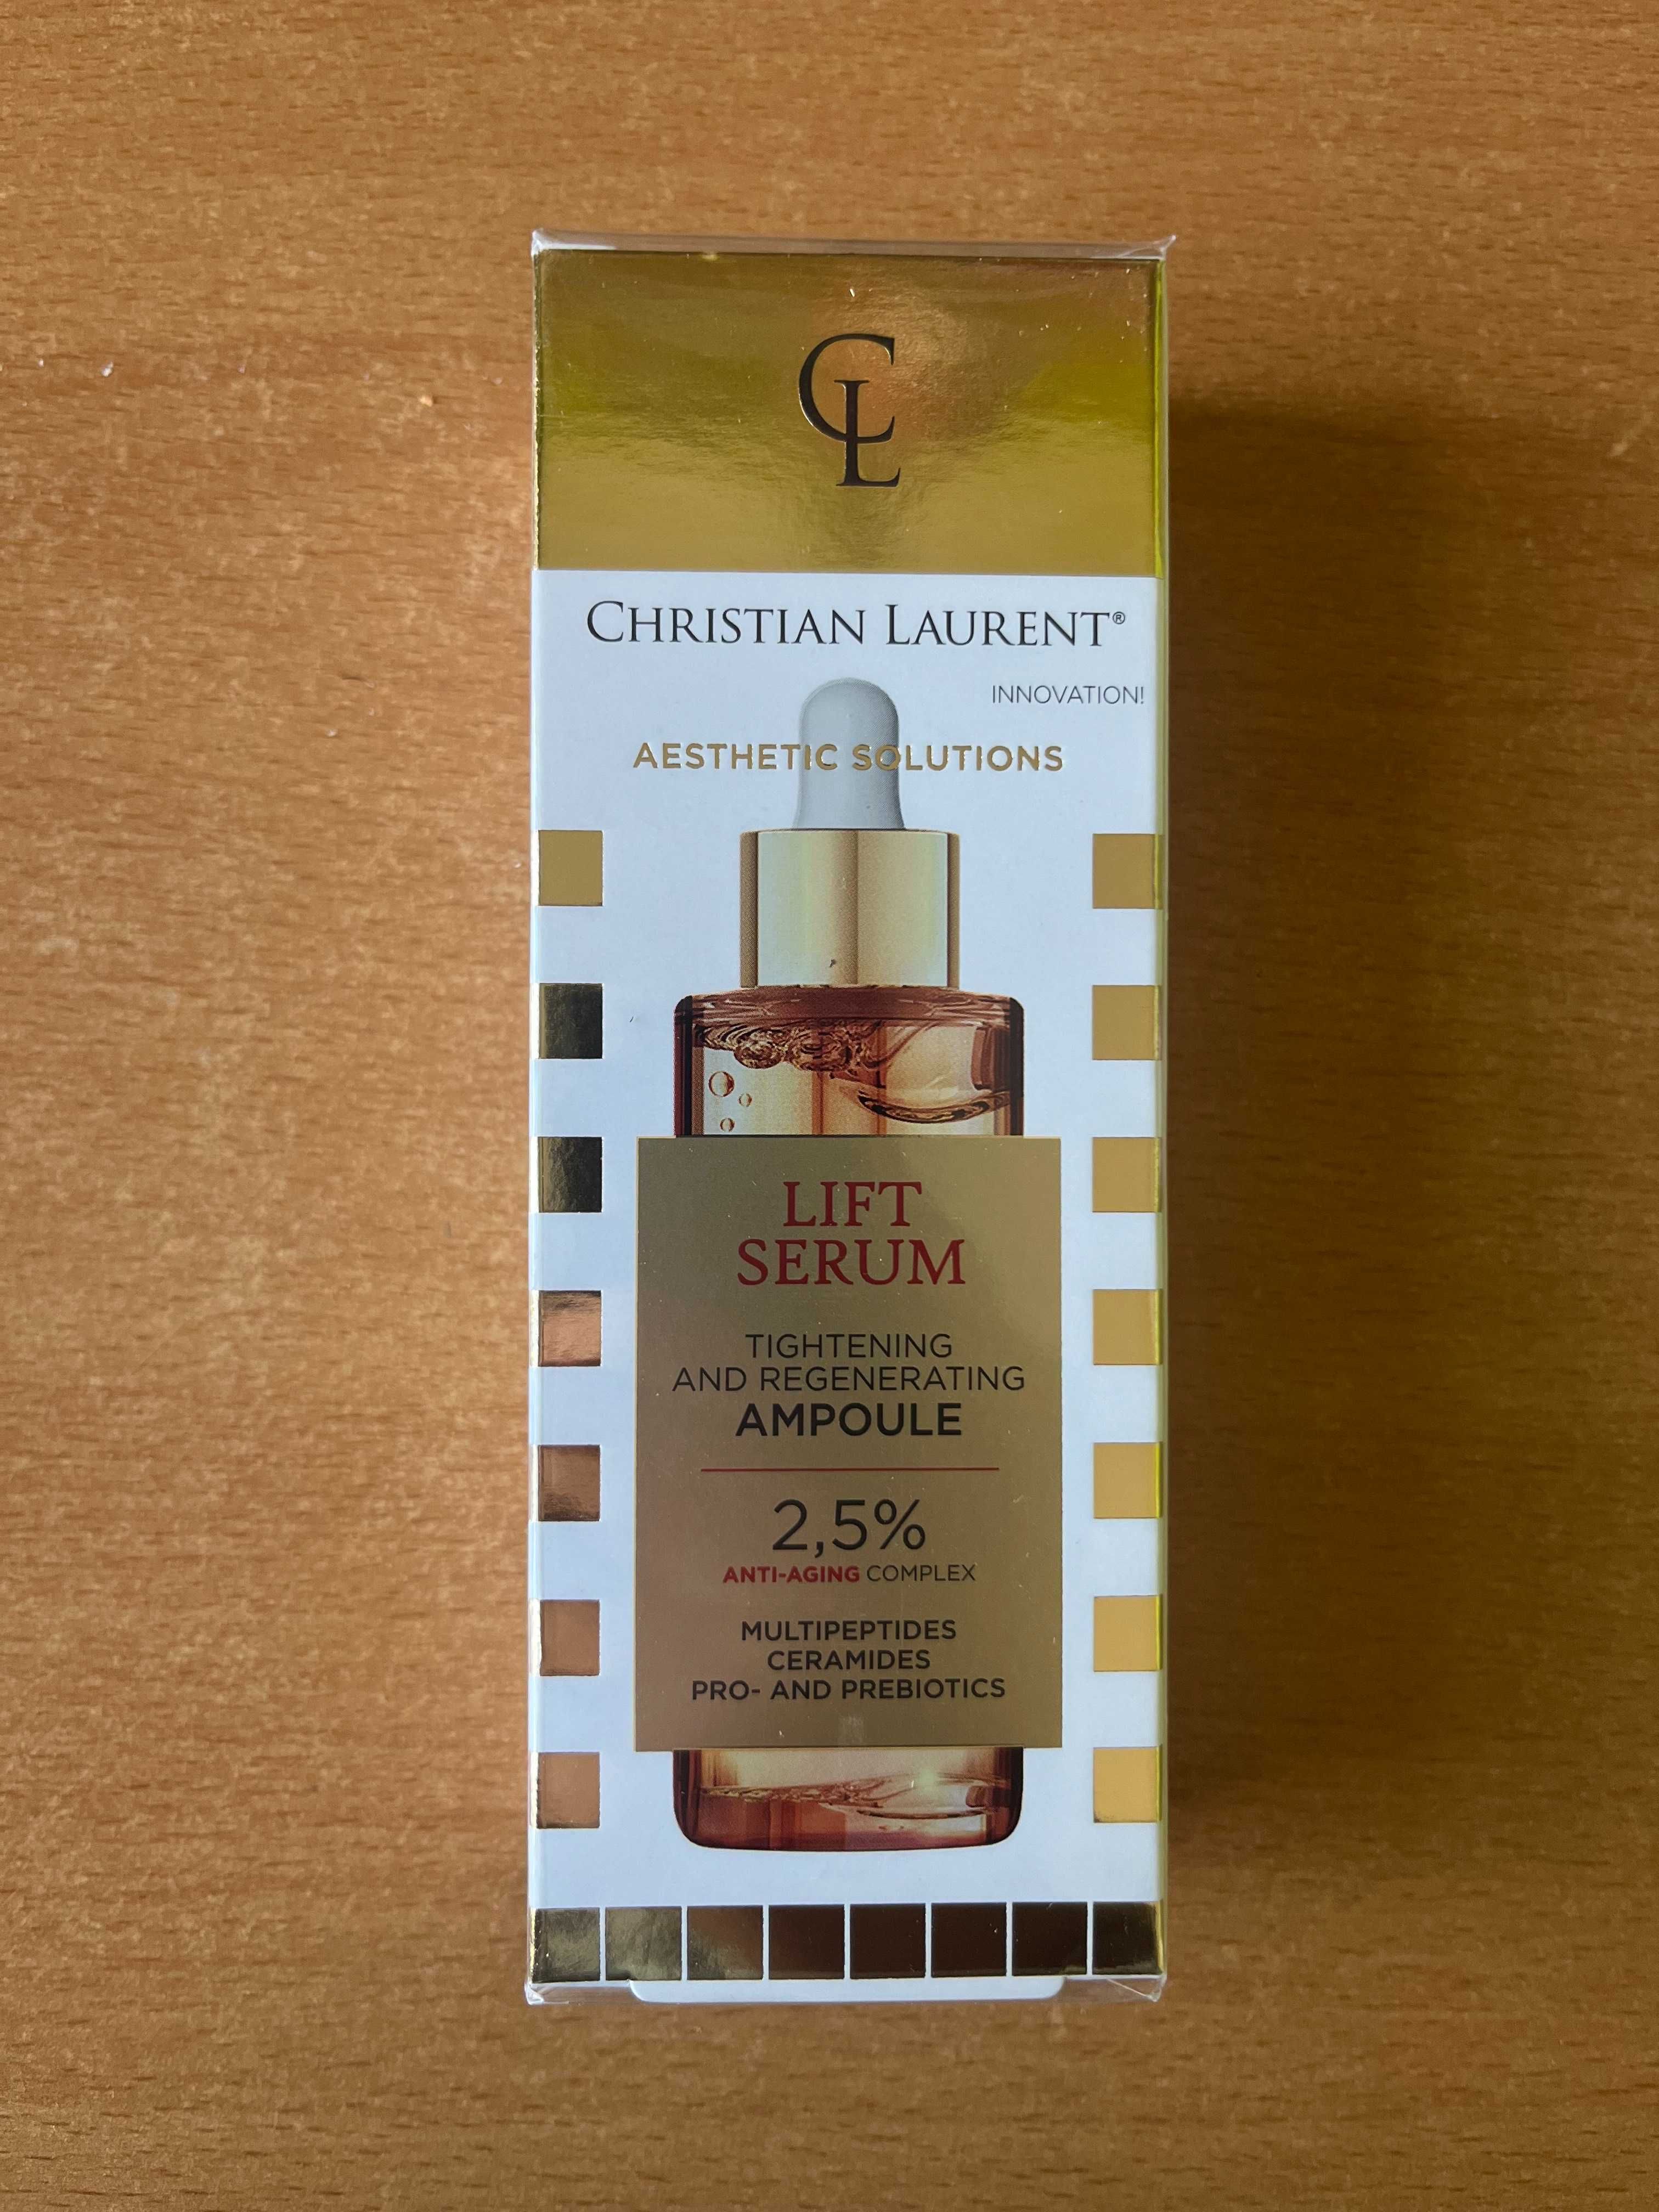 CL
CHRISTIAN LAURENT®
INNOVATION!
AESTHETIC SOLUTIONS
LIFT
SERUM
TIGHTENING
AND REGENERATING
AMPOULE
2,5%
ANTI-AGING COMPLEX
MULTIPEPTIDES
CERAMIDES
PRO- AND PREBIOTICS